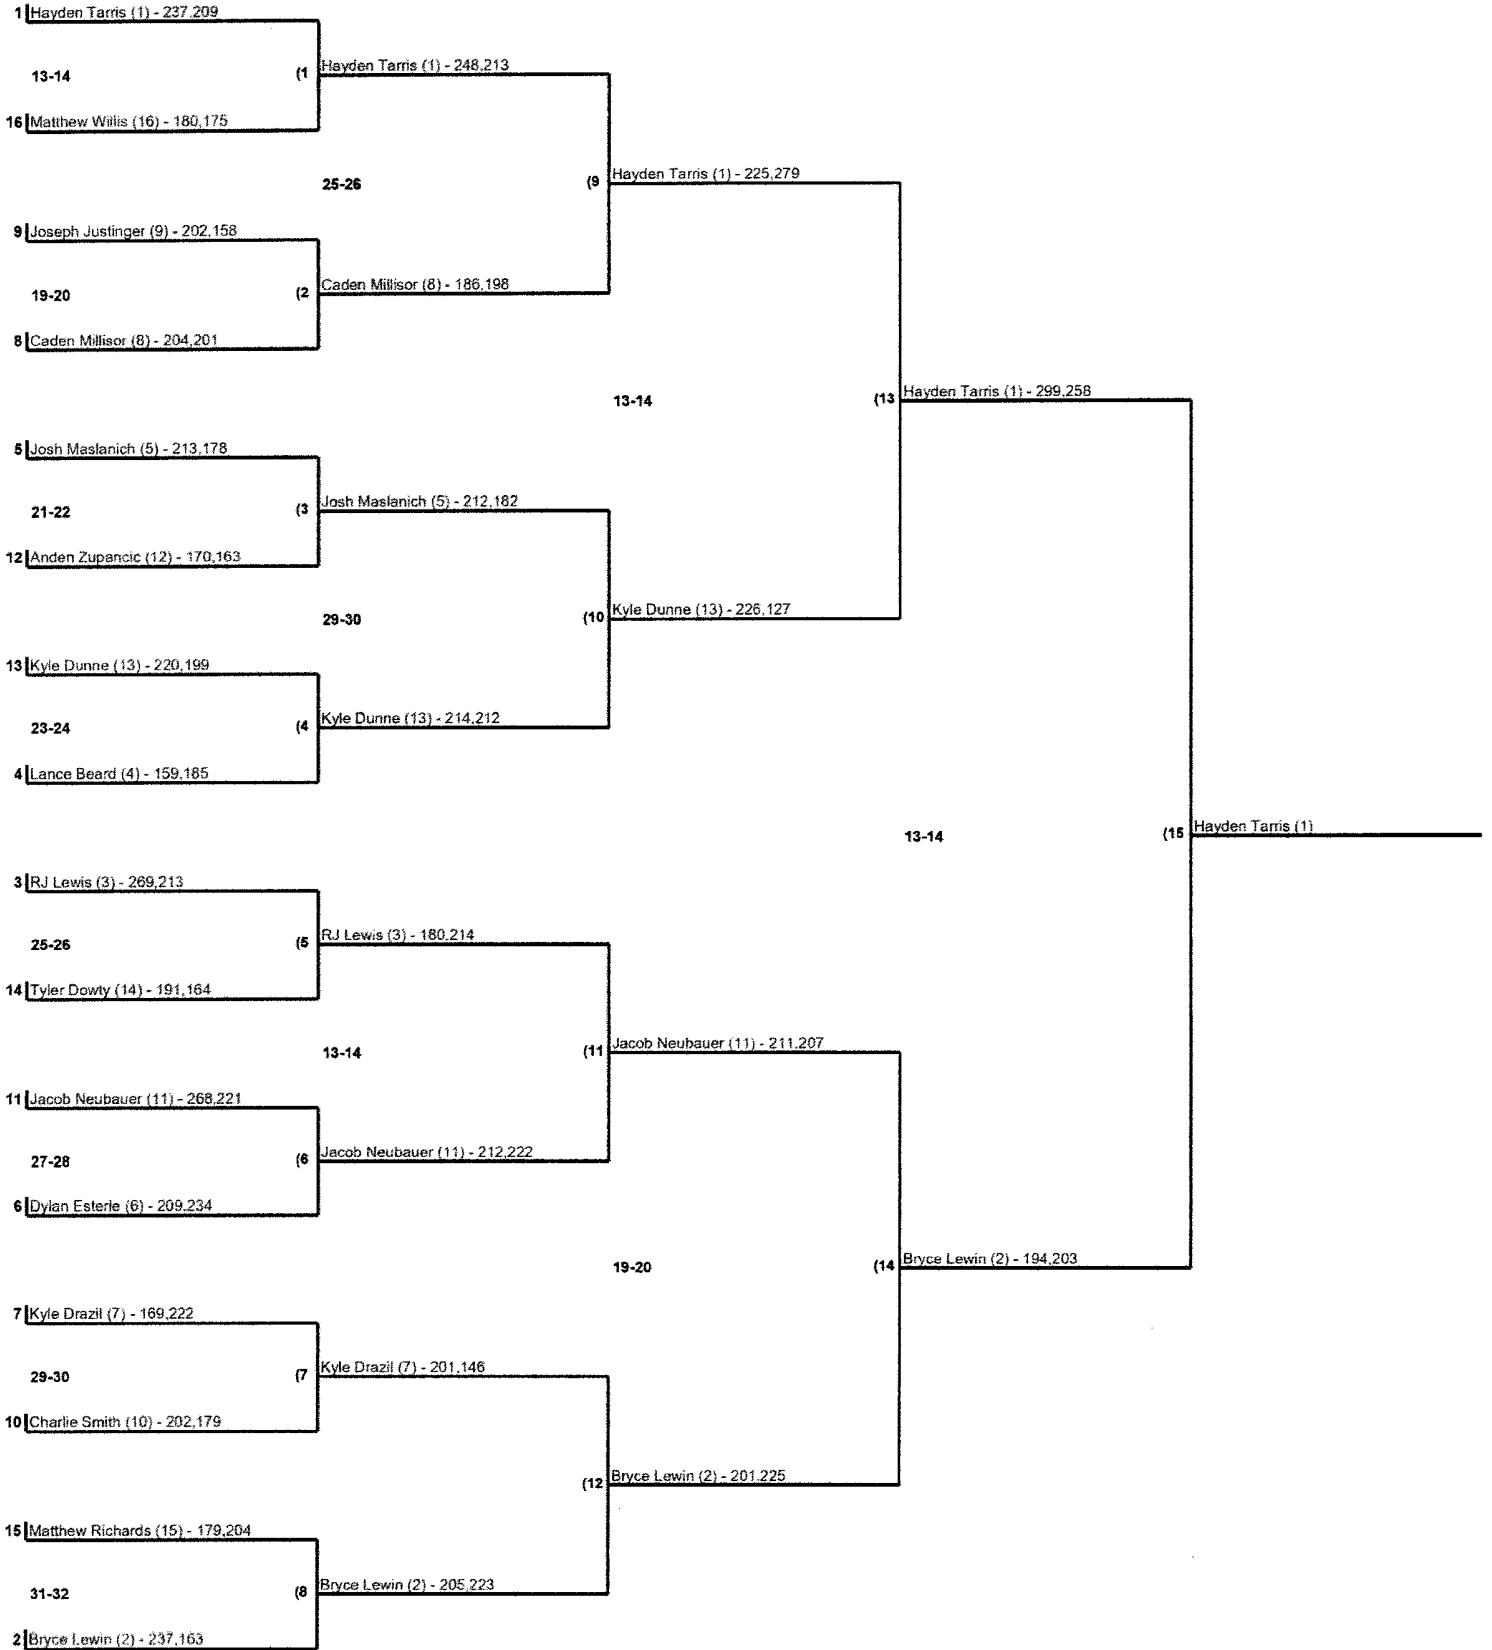 1 Hayden Tarris (1) - 237,209
13-14
(1 Hayden Tarris (1) - 248,213
16 Matthew Willis (16) - 180,175
25-26
(9 Hayden Tarris (1) - 225,279
9 Joseph Justinger (9) - 202,158
19-20
(2 Caden Millisor (8) - 186,198
8 Caden Millisor (8) - 204,201
13-14
(13 Hayden Tarris (1) - 299,258
5 Josh Maslanich (5) - 213,178
21-22
(3 Josh Maslanich (5) - 212,182
12 Anden Zupancic (12) - 170,163
29-30
(10 Kyle Dunne (13) - 226,127
13 Kyle Dunne (13) - 220,199
23-24
(4 Kyle Dunne (13) - 214,212
4 Lance Beard (4) - 159,185
13-14
(15 Hayden Tarris (1)
3 RJ Lewis (3) - 269,213
25-26
(5 RJ Lewis (3) - 180,214
14 Tyler Dowty (14) - 191,164
13-14
(11 Jacob Neubauer (11) - 211,207
11 Jacob Neubauer (11) - 268,221
27-28
(6 Jacob Neubauer (11) - 212,222
6 Dylan Esterle (6) - 209,234
19-20
(14 Bryce Lewin (2) - 194,203
7 Kyle Drazil (7) - 169,222
29-30
(7 Kyle Drazil (7) - 201,146
10 Charlie Smith (10) - 202,179
(12 Bryce Lewin (2) - 201,225
15 Matthew Richards (15) - 179,204
31-32
(8 Bryce Lewin (2) - 205,223
2 Bryce Lewin (2) - 237,163